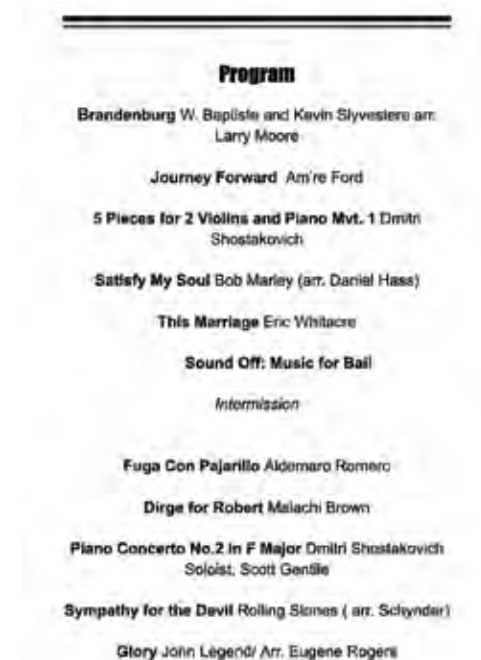 Program
Brandenburg W. Baptiste and Kevin Slyvestere arr.
Larry Moore
Journey Forward Am're Ford
5 Pieces for 2 Violins and Piano Mvt. 1 Dmitri
Shostakovich
Satisfy My Soul Bob Marley (arr. Daniel Hass)
This Marriage Eric Whitacre
Sound Off: Music for Bail
Intermission
Fuga Con Pajarillo Aldemaro Romero
Dirge for Robert Malachi Brown
Piano Concerto No.2 in F Major Dmitri Shostakovich
Soloist, Scott Gentile
Sympathy for the Devil Rolling Stones ( arr. Schynder)
Glory John Legend/ Arr. Eugene Rogers